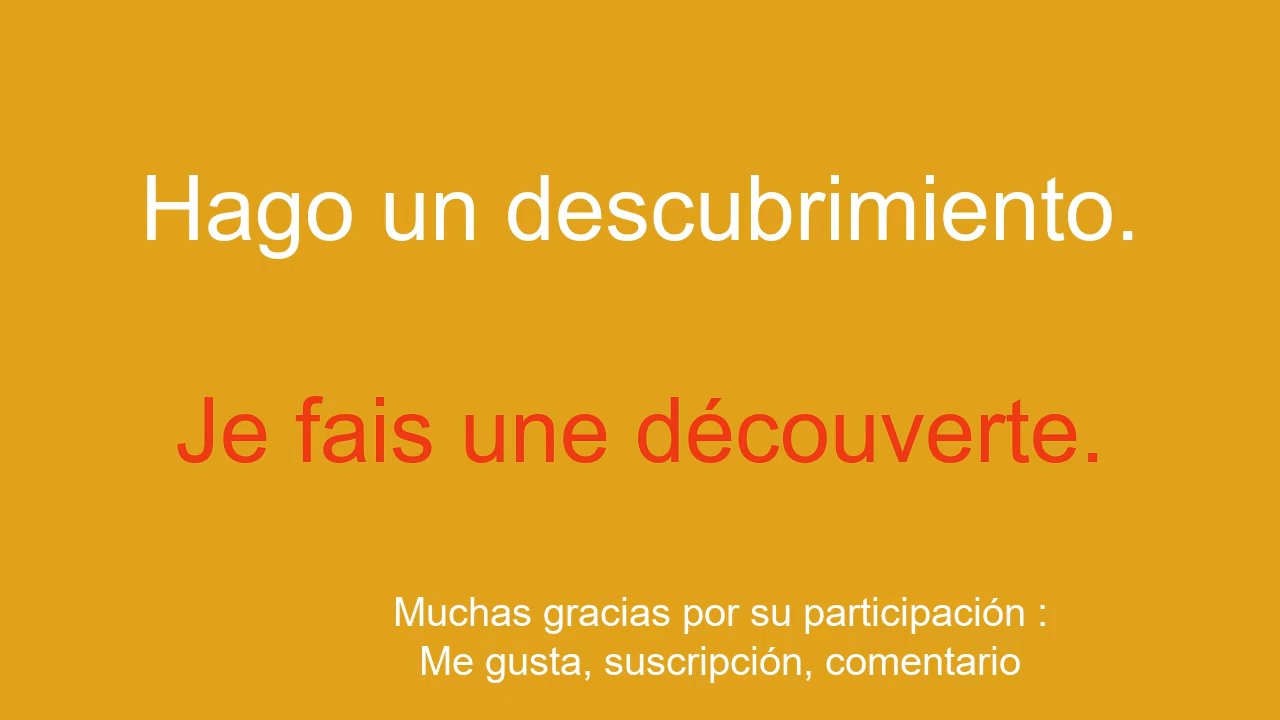 Hago un descubrimiento.
Je fais une découverte.
Muchas gracias por su participación :
Me gusta, suscripción, comentario